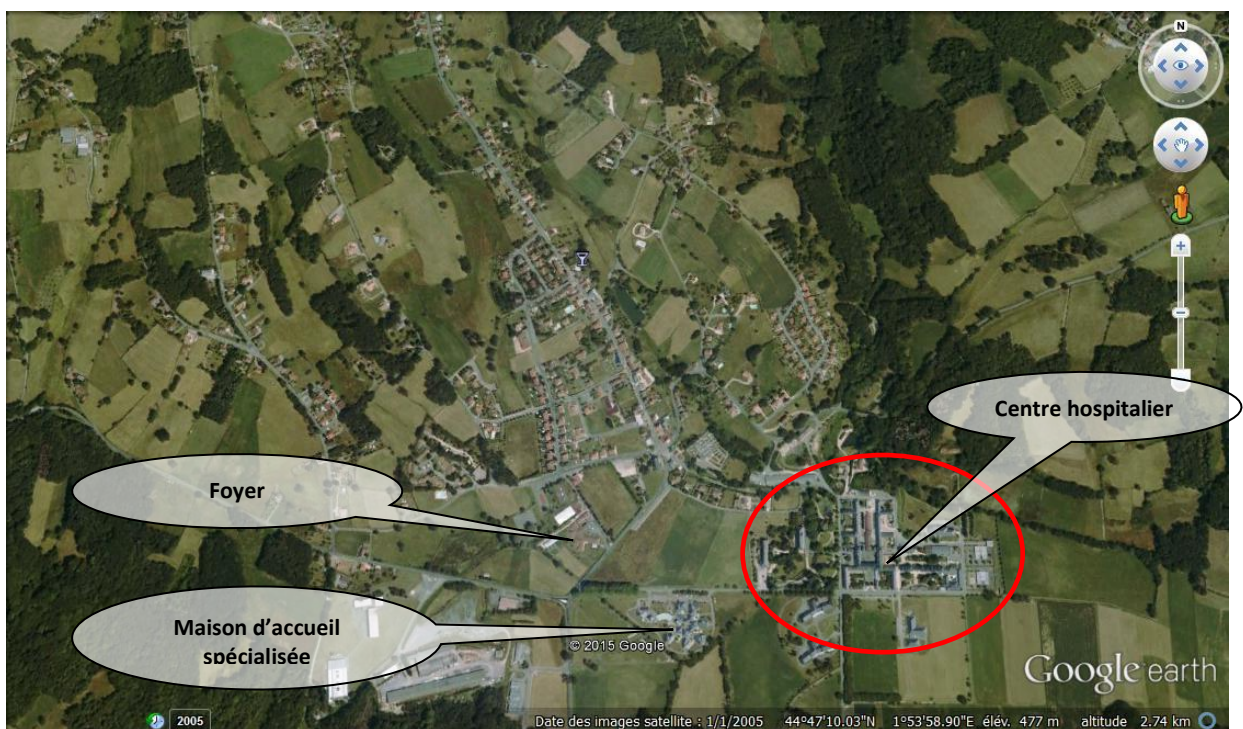 N
Centre hospitalier
Foyer
Maison d’accueil
spécialisée
© 2015 Google
Google earth
2005
Date des images satellite : 1/1/2005 44°47'10.03"N 1°53'58.90"E élév. 477 m altitude 2.74 km